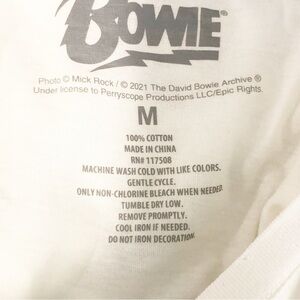 BOWIE®
Photo © Mick Rock / © 2021 The David Bowie Archive ®
Under license to Perryscope Productions LLC/Epic Rights
M
100% COTTON
MADE IN CHINA
RN# 117508
MACHINE WASH COLD WITH LIKE COLORS.
GENTLE CYCLE.
ONLY NON-CHLORINE BLEACH WHEN NEEDED.
TUMBLE DRY LOW.
REMOVE PROMPTLY.
COOL IRON IF NEEDED.
DO NOT IRON DECORATION.